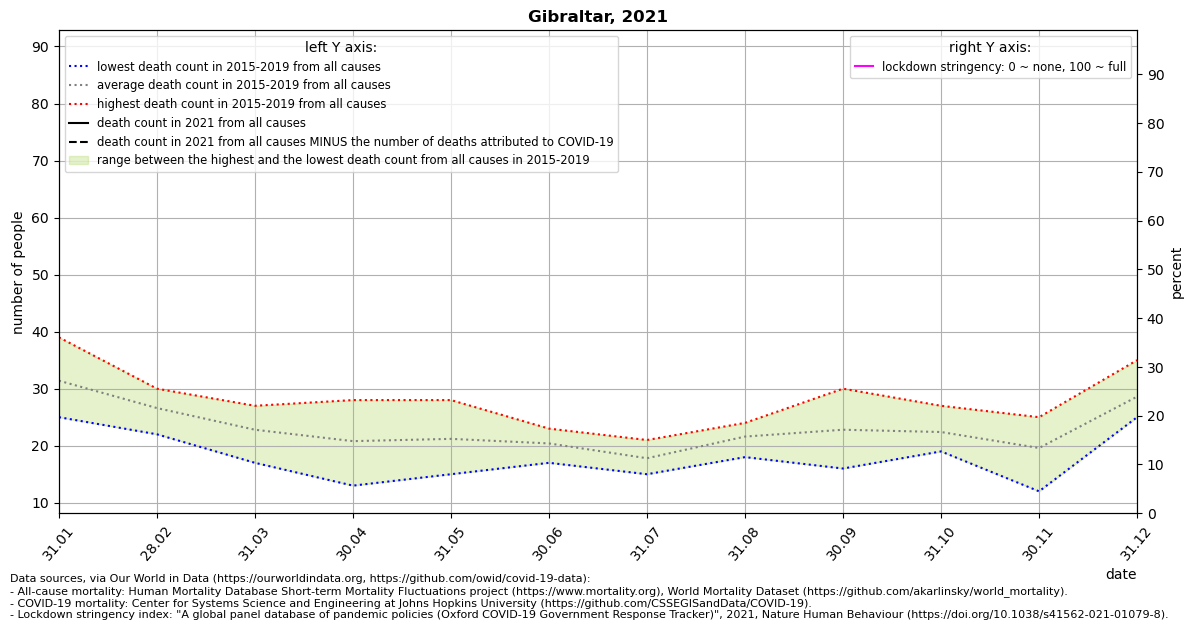 Gibraltar, 2021
left Y axis:
lowest death count in 2015-2019 from all causes
average death count in 2015-2019 from all causes
highest death count in 2015-2019 from all causes
death count in 2021 from all causes
death count in 2021 from all causes MINUS the number of deaths attributed to COVID-19
range between the highest and the lowest death count from all causes in 2015-2019
right Y axis:
lockdown stringency: 0 ~ none, 100 ~ full
number of people
90
80
70
60
50
40
30
20
10
percent
90
80
70
60
50
40
30
20
10
0
31.01
28.02
31.03
30.04
31.05
30.06
31.07
31.08
30.09
31.10
30.11
31.12
date
Data sources, via Our World in Data (https://ourworldindata.org, https://github.com/owid/covid-19-data):
- All-cause mortality: Human Mortality Database Short-term Mortality Fluctuations project (https://www.mortality.org), World Mortality Dataset (https://github.com/akarlinsky/world_mortality).
- COVID-19 mortality: Center for Systems Science and Engineering at Johns Hopkins University (https://github.com/CSSEGISandData/COVID-19).
- Lockdown stringency index: "A global panel database of pandemic policies (Oxford COVID-19 Government Response Tracker)", 2021, Nature Human Behaviour (https://doi.org/10.1038/s41562-021-01079-8).